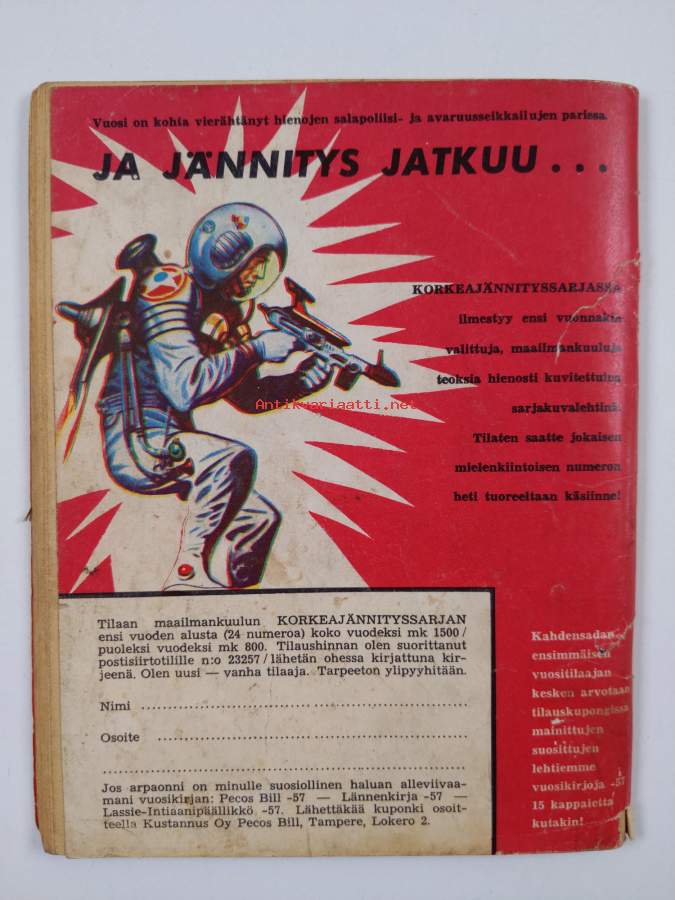 Vuosi on kohta vierähtänyt hienojen salapoliisi- ja avaruusseikkailujen parissa.
JA JÄNNITYS JATKUU...
KORKEAJÄNNITYSSARJASSA
ilmestyy ensi vuonnakin
valittuja, maailmankuuluja
teoksia hienosti kuvitettuina
sarjakuvalehtinä.
Tilaten saatte jokaisen
mielenkiintoisen numeron
heti tuoreeltaan käsiinne!
Antikvariaatti.net
Tilaan maailmankuulun KORKEAJÄNNITYSSARJAN
ensi vuoden alusta (24 numeroa) koko vuodeksi mk 1500/
puoleksi vuodeksi mk 800. Tilaushinnan olen suorittanut
postisiirtotilille n:o 23257/lähetän ohessa kirjattuna kir-
jeenä. Olen uusi — vanha tilaaja. Tarpeeton ylipyyhitään.
Nimi
Osoite
Jos arpaonni on minulle suosiollinen haluan alleviivaa-
mani vuosikirjan: Pecos Bill -57 — Lännenkirja -57 —
Lassie-Intiaanipäällikkö -57. Lähettäkää kuponki osoit-
teella Kustannus Oy Pecos Bill, Tampere, Lokero 2.
Kahdensadan
ensimmäisen
vuositilaajan
kesken arvotaan
tilauskupongissa
mainittujen
suosittujen
lehtiemme
vuosikirjoja -57
15 kappaletta
kutakin!